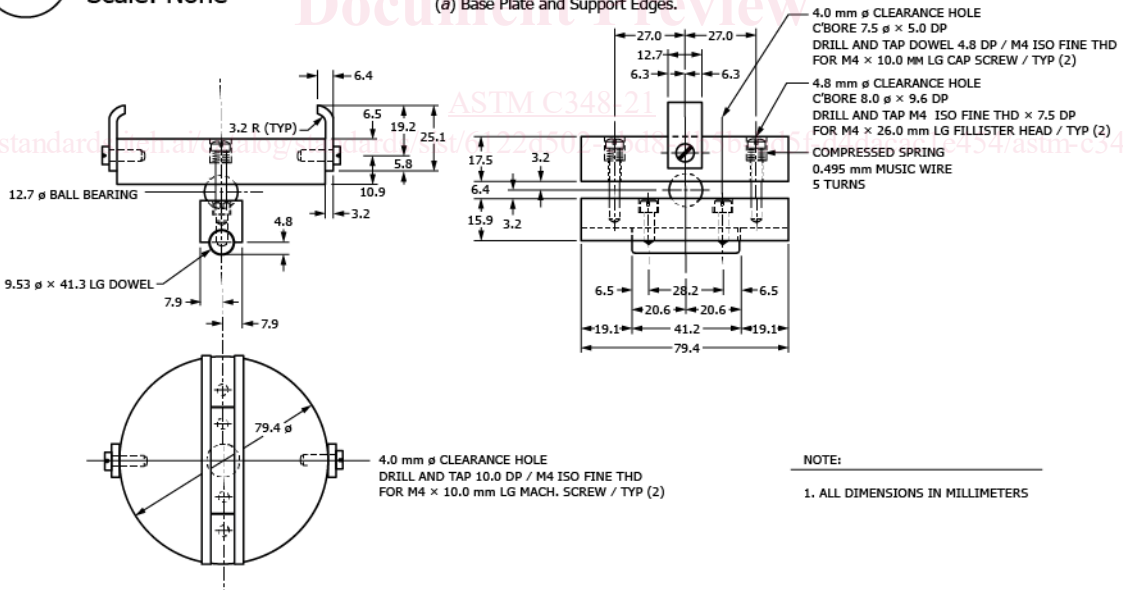 Scale: None
Document Preview
(a) Base Plate and Support Edges.
ASTM C348-21
6.4
6.5
19.2
25.1
3.2 R (TYP)
5.8
10.9
3.2
12.7 ø BALL BEARING
4.8
9.53 ø × 41.3 LG DOWEL
7.9
7.9
27.0
27.0
12.7
6.3
6.3
17.5
3.2
6.4
15.9
3.2
6.5
28.2
6.5
20.6
20.6
19.1
41.2
19.1
79.4
4.0 mm ø CLEARANCE HOLE
C'BORE 7.5 ø × 5.0 DP
DRILL AND TAP DOWEL 4.8 DP / M4 ISO FINE THD
FOR M4 × 10.0 MM LG CAP SCREW / TYP (2)
4.8 mm ø CLEARANCE HOLE
C'BORE 8.0 ø × 9.6 DP
DRILL AND TAP M4 ISO FINE THD × 7.5 DP
FOR M4 × 26.0 mm LG FILLISTER HEAD / TYP (2)
COMPRESSED SPRING
0.495 mm MUSIC WIRE
5 TURNS
79.4 ø
4.0 mm ø CLEARANCE HOLE
DRILL AND TAP 10.0 DP / M4 ISO FINE THD
FOR M4 × 10.0 mm LG MACH. SCREW / TYP (2)
NOTE:
1. ALL DIMENSIONS IN MILLIMETERS